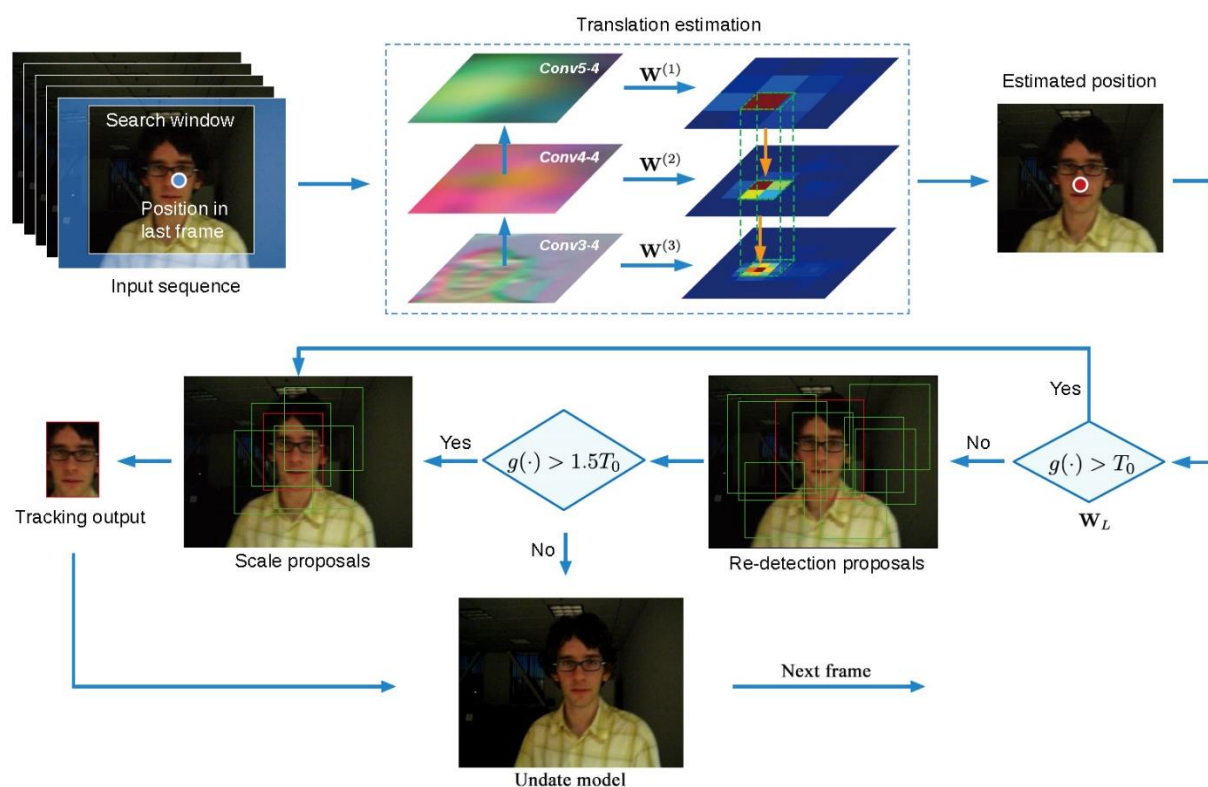 Translation estimation
Conv5-4
W(1)
Search window
Estimated position
Conv4-4
W(2)
Position in
last frame
Conv3-4
W(3)
Input sequence
Yes
Yes
No
g(·) > 1.5T0
g(·) > T0
Tracking output
WL
No
Scale proposals
Re-detection proposals
Next frame
Undate model